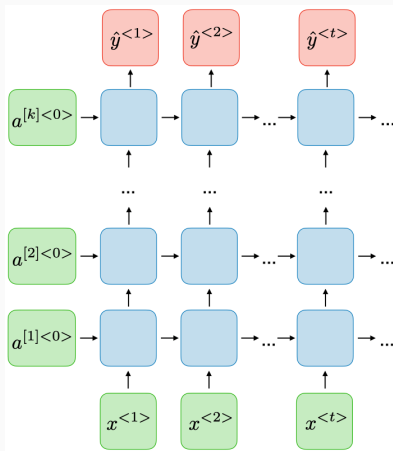 ŷ<1> ŷ<2> ŷ<t>
a[k]<0> ... ...
... ... ...
a[2]<0> ... ...
a[1]<0> ... ...
x<1> x<2> x<t>